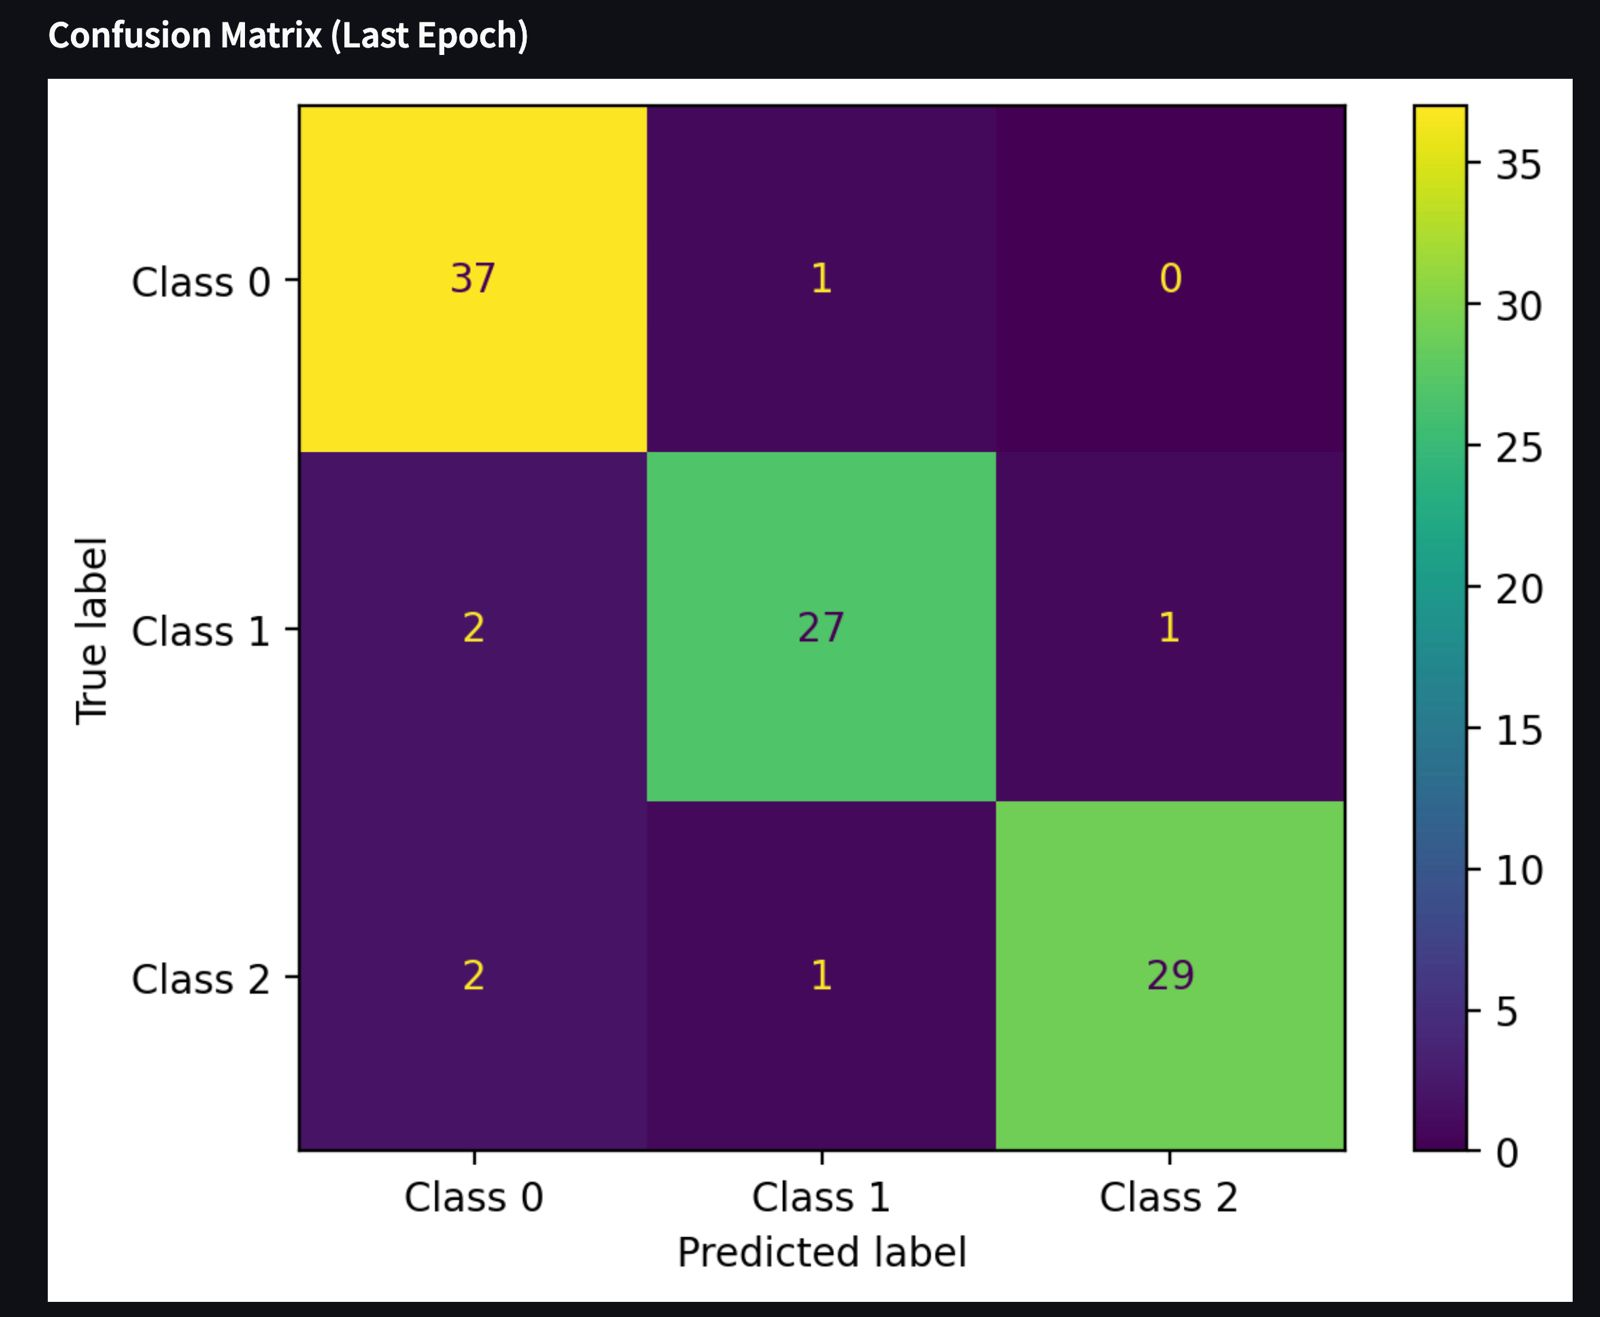 Confusion Matrix (Last Epoch)
Class 0 37 1 0
Class 1 2 27 1
Class 2 2 1 29
True label
Class 0 Class 1 Class 2
Predicted label
35
30
25
20
15
10
5
0